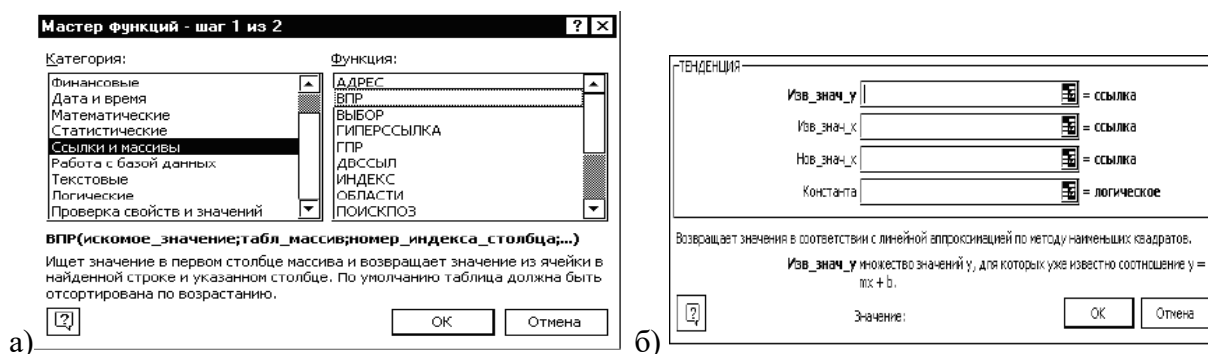 Мастер функций - шаг 1 из 2
Категория:
Функция:
Финансовые
Дата и время
Математические
Статистические
Ссылки и массивы
Работа с базой данных
Текстовые
Логические
Проверка свойств и значений
АДРЕС
ВПР
ВЫБОР
ГИПЕРССЫЛКА
ГПР
ДВССЫЛ
ИНДЕКС
ОБЛАСТИ
ПОИСКПОЗ
ВПР(искомое_значение;табл_массив;номер_индекса_столбца;...)
Ищет значение в первом столбце массива и возвращает значение из ячейки в
найденной строке и указанном столбце. По умолчанию таблица должна быть
отсортирована по возрастанию.
ОК
Отмена
а)
ТЕНДЕНЦИЯ
Изв_знач_y = ссылка
Изв_знач_x = ссылка
Нов_знач_x = ссылка
Константа = логическое
Возвращает значения в соответствии с линейной аппроксимацией по методу наименьших квадратов.
Изв_знач_y множество значений y, для которых уже известно соотношение y =
mx + b.
Значение:
ОК
Отмена
б)